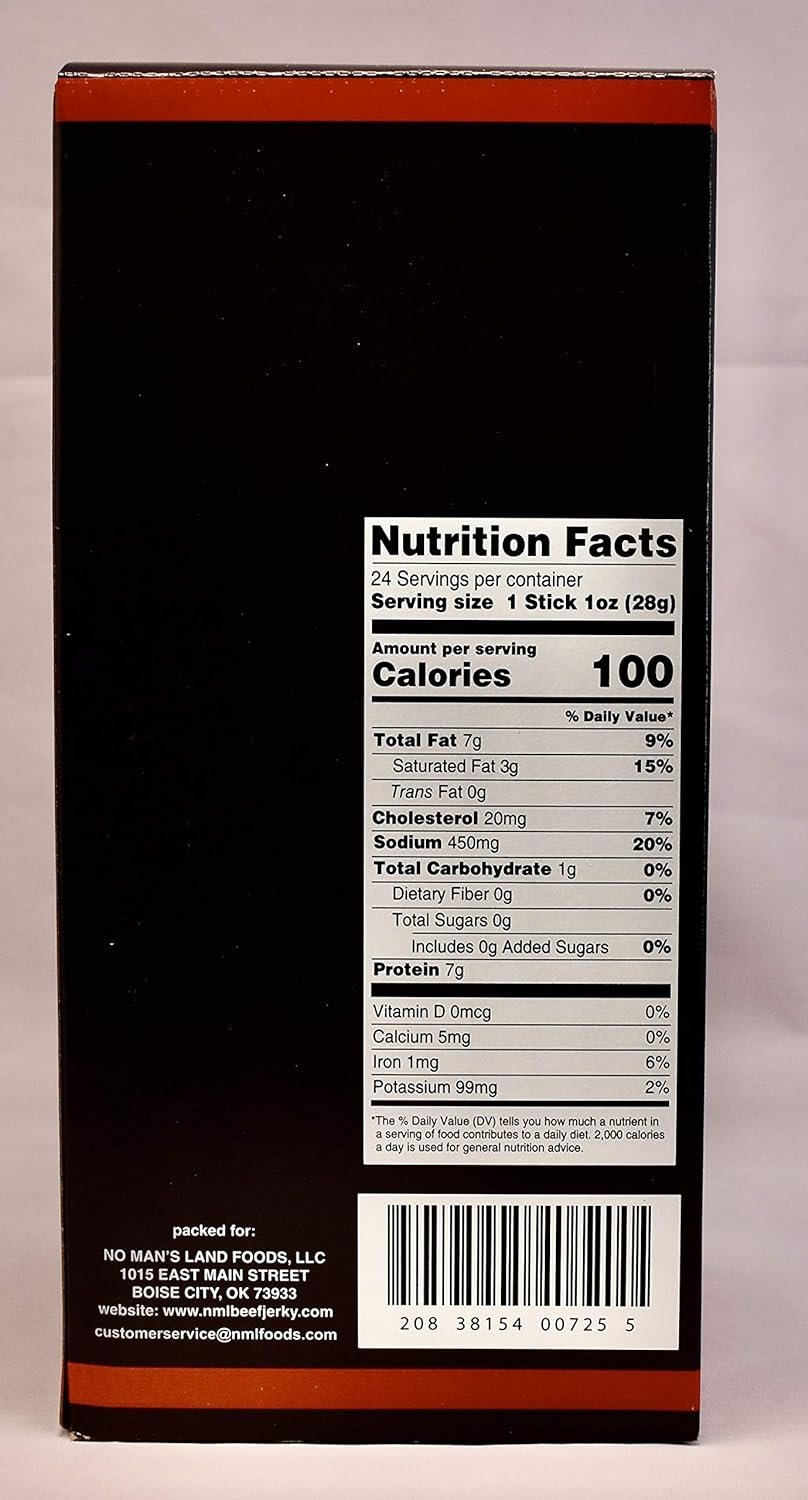 Nutrition Facts
24 Servings per container
Serving size 1 Stick 1oz (28g)
Amount per serving
Calories 100
% Daily Value*
Total Fat 7g 9%
Saturated Fat 3g 15%
Trans Fat 0g
Cholesterol 20mg 7%
Sodium 450mg 20%
Total Carbohydrate 1g 0%
Dietary Fiber 0g 0%
Total Sugars 0g
Includes 0g Added Sugars 0%
Protein 7g
Vitamin D 0mcg 0%
Calcium 5mg 0%
Iron 1mg 6%
Potassium 99mg 2%
*The % Daily Value (DV) tells you how much a nutrient in
a serving of food contributes to a daily diet. 2,000 calories
a day is used for general nutrition advice.
packed for:
NO MAN'S LAND FOODS, LLC
1015 EAST MAIN STREET
BOISE CITY, OK 73933
website: www.nmlbeefjerky.com
customerservice@nmlfoods.com
208 38154 00725 5